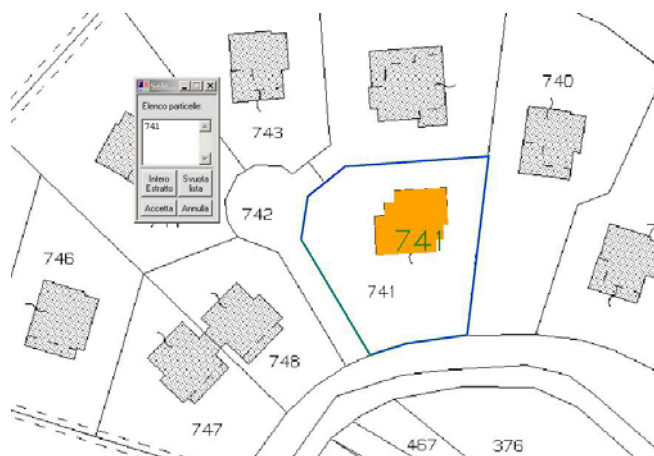 Elenco particelle:
741
Intero
Estratto
Svuota
lista
Accetta
Annulla
740
743
742
741
741
746
748
747
467
376